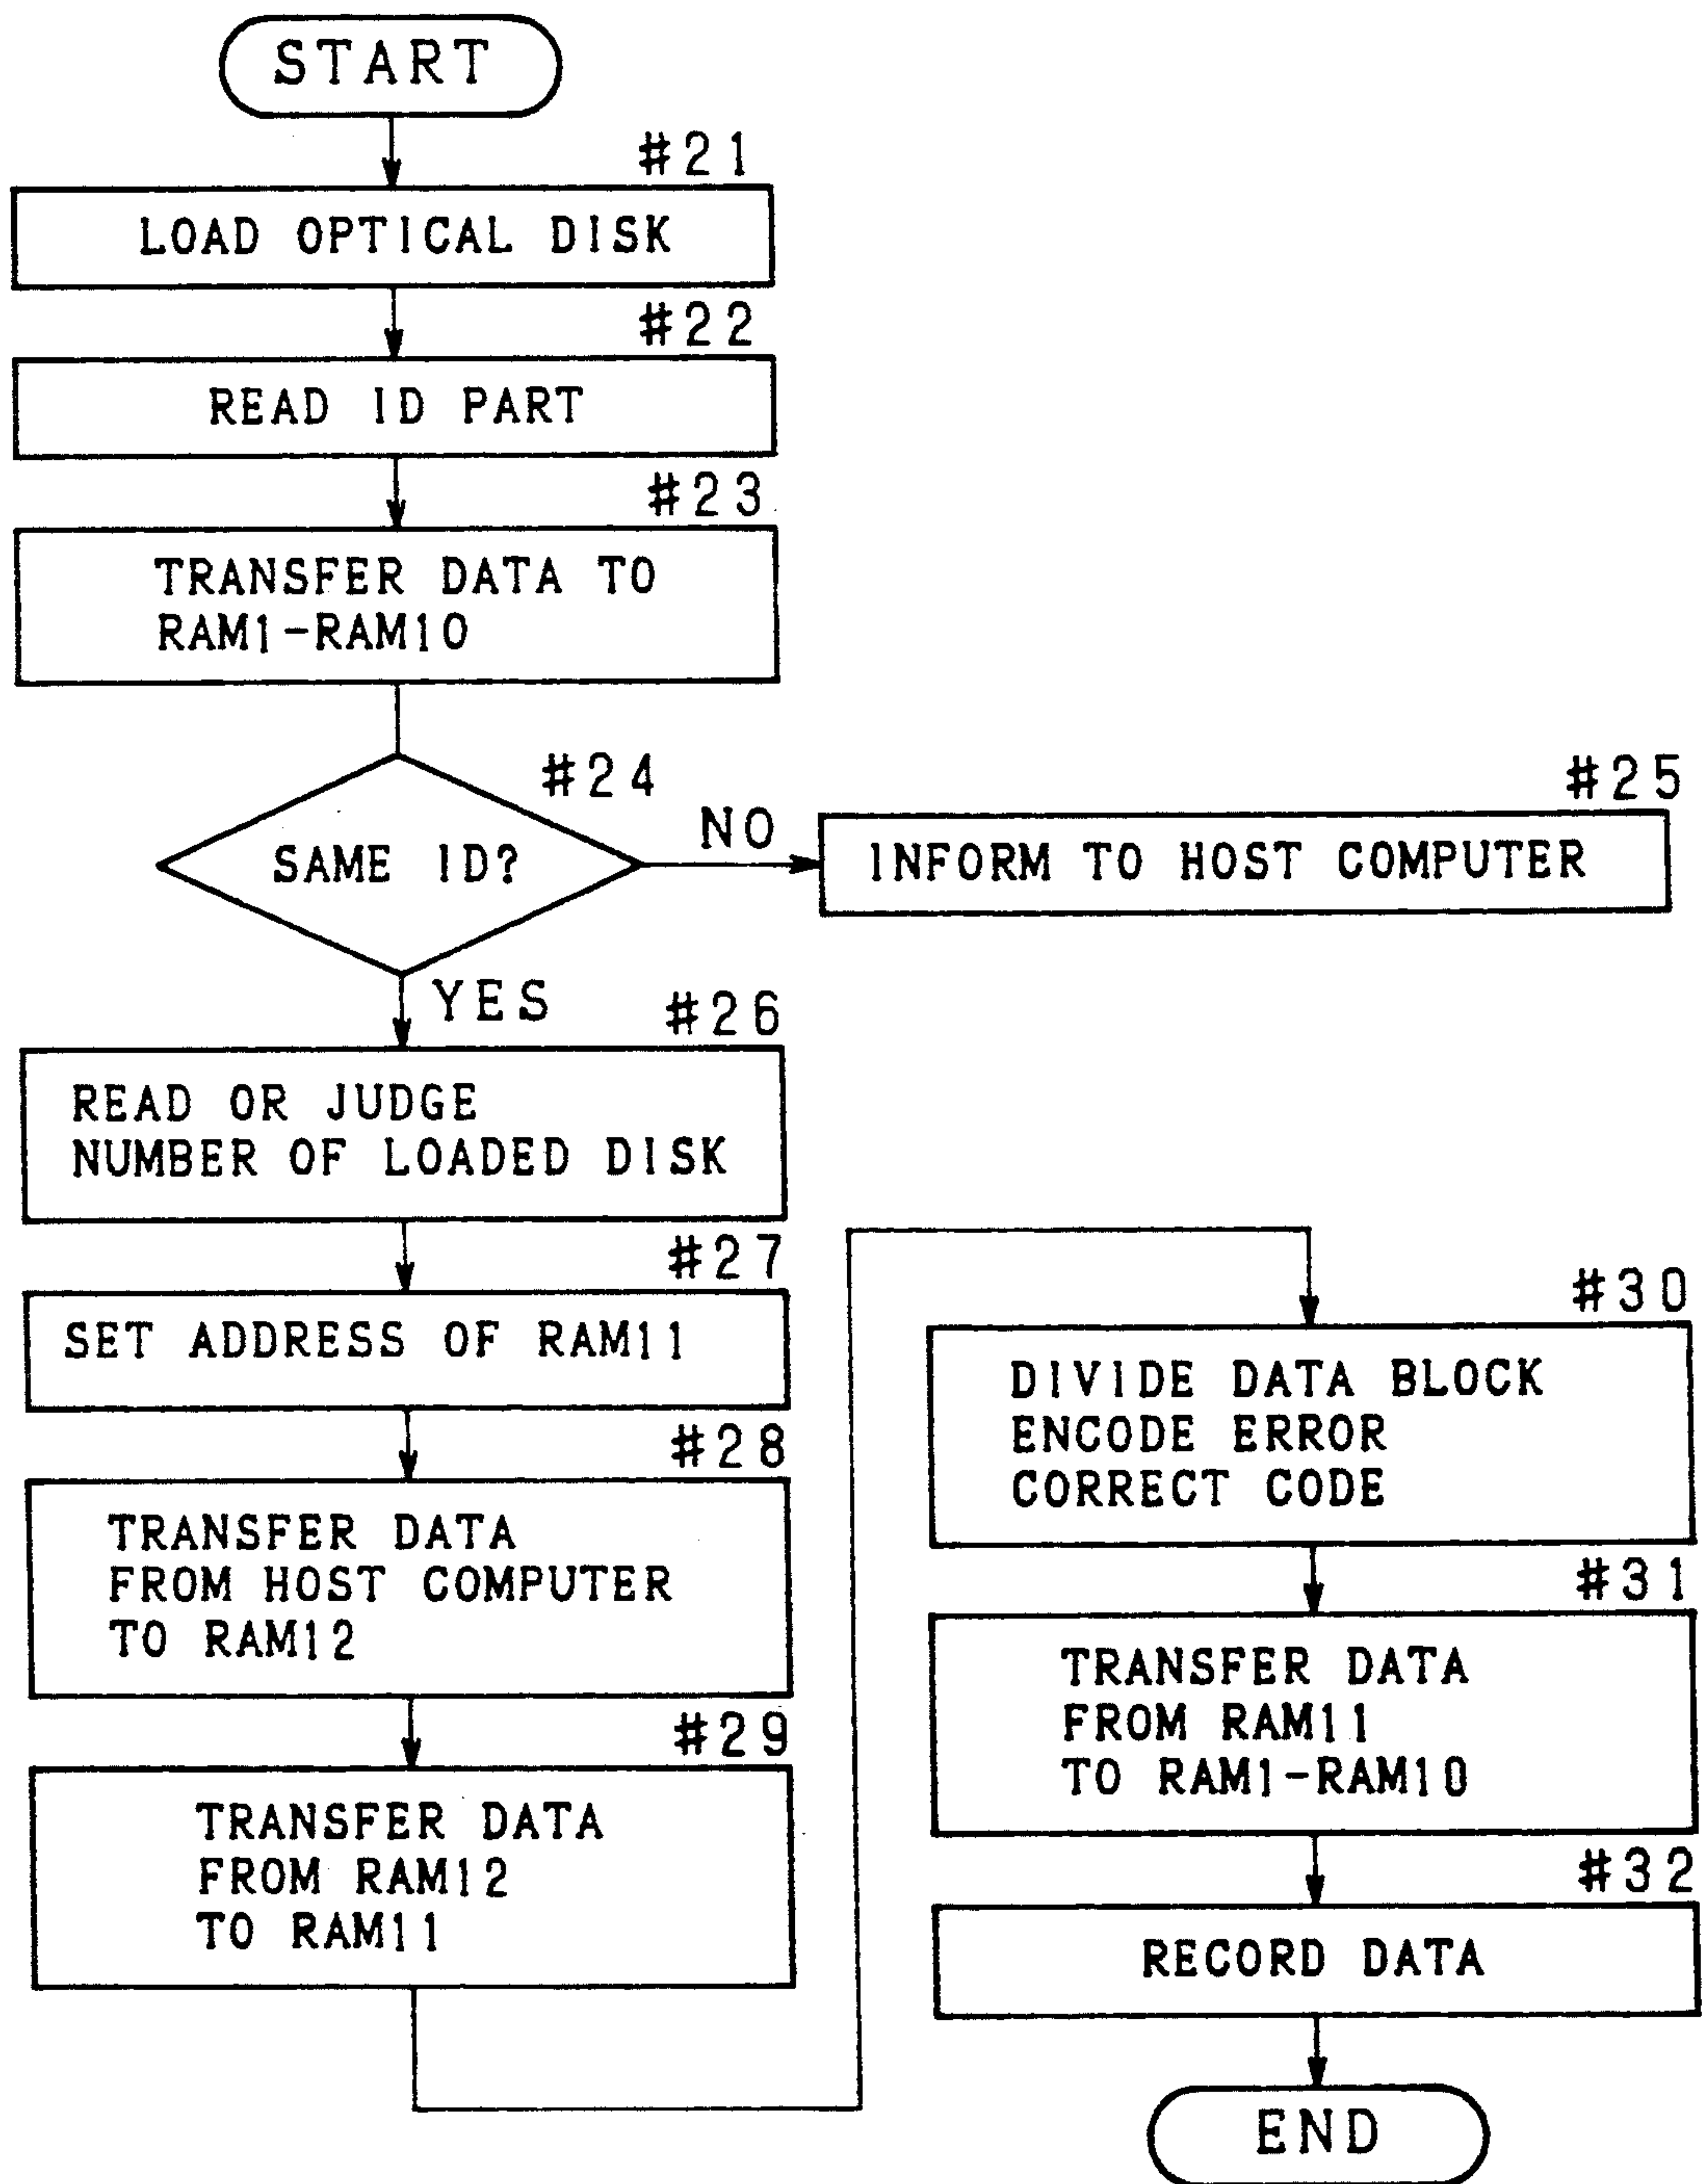 START
#21
LOAD OPTICAL DISK
#22
READ ID PART
#23
TRANSFER DATA TO
RAM1-RAM10
#24
SAME ID?
NO
#25
INFORM TO HOST COMPUTER
YES
#26
READ OR JUDGE
NUMBER OF LOADED DISK
#27
SET ADDRESS OF RAM11
#28
TRANSFER DATA
FROM HOST COMPUTER
TO RAM12
#29
TRANSFER DATA
FROM RAM12
TO RAM11
#30
DIVIDE DATA BLOCK
ENCODE ERROR
CORRECT CODE
#31
TRANSFER DATA
FROM RAM11
TO RAM1-RAM10
#32
RECORD DATA
END